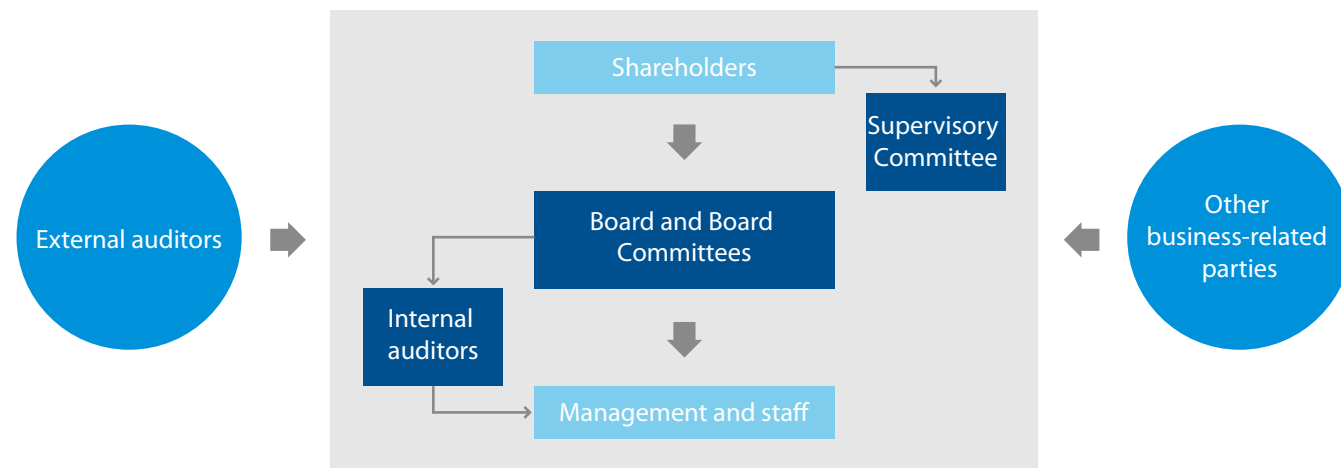 Shareholders
Supervisory
Committee
External auditors
Board and Board
Committees
Other
business-related
parties
Internal
auditors
Management and staff